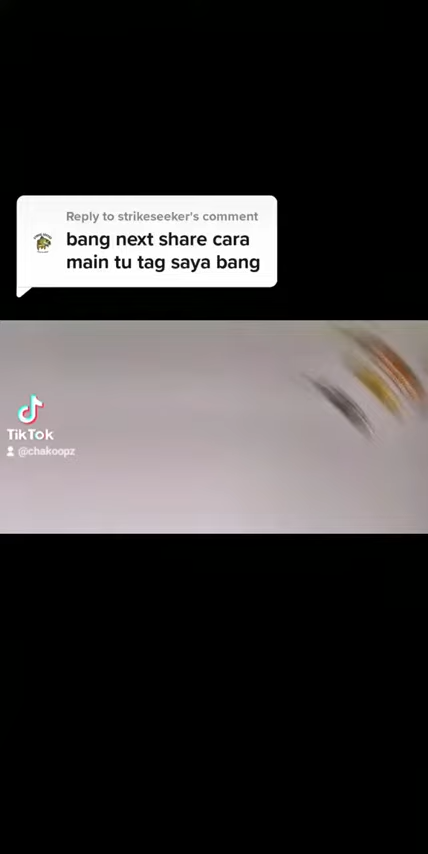 Reply to strikeseeker's comment
bang next share cara
main tu tag saya bang
TikTok
@chakoopz